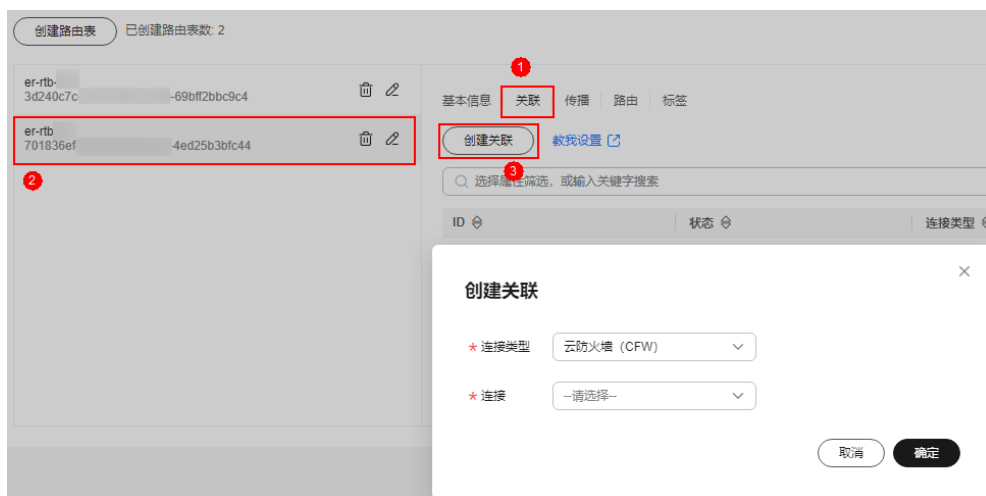 创建路由表 已创建路由表数: 2
er-rtb-
3d240c7c -69bff2bbc9c4
er-rtb
701836ef- -4ed25b3bfc44
2
1
基本信息 关联 传播 路由 标签
创建关联 教我设置
3
选择属性筛选，或输入关键字搜索
ID 状态 连接类型
创建关联
* 连接类型 云防火墙（CFW）
* 连接 --请选择--
取消 确定